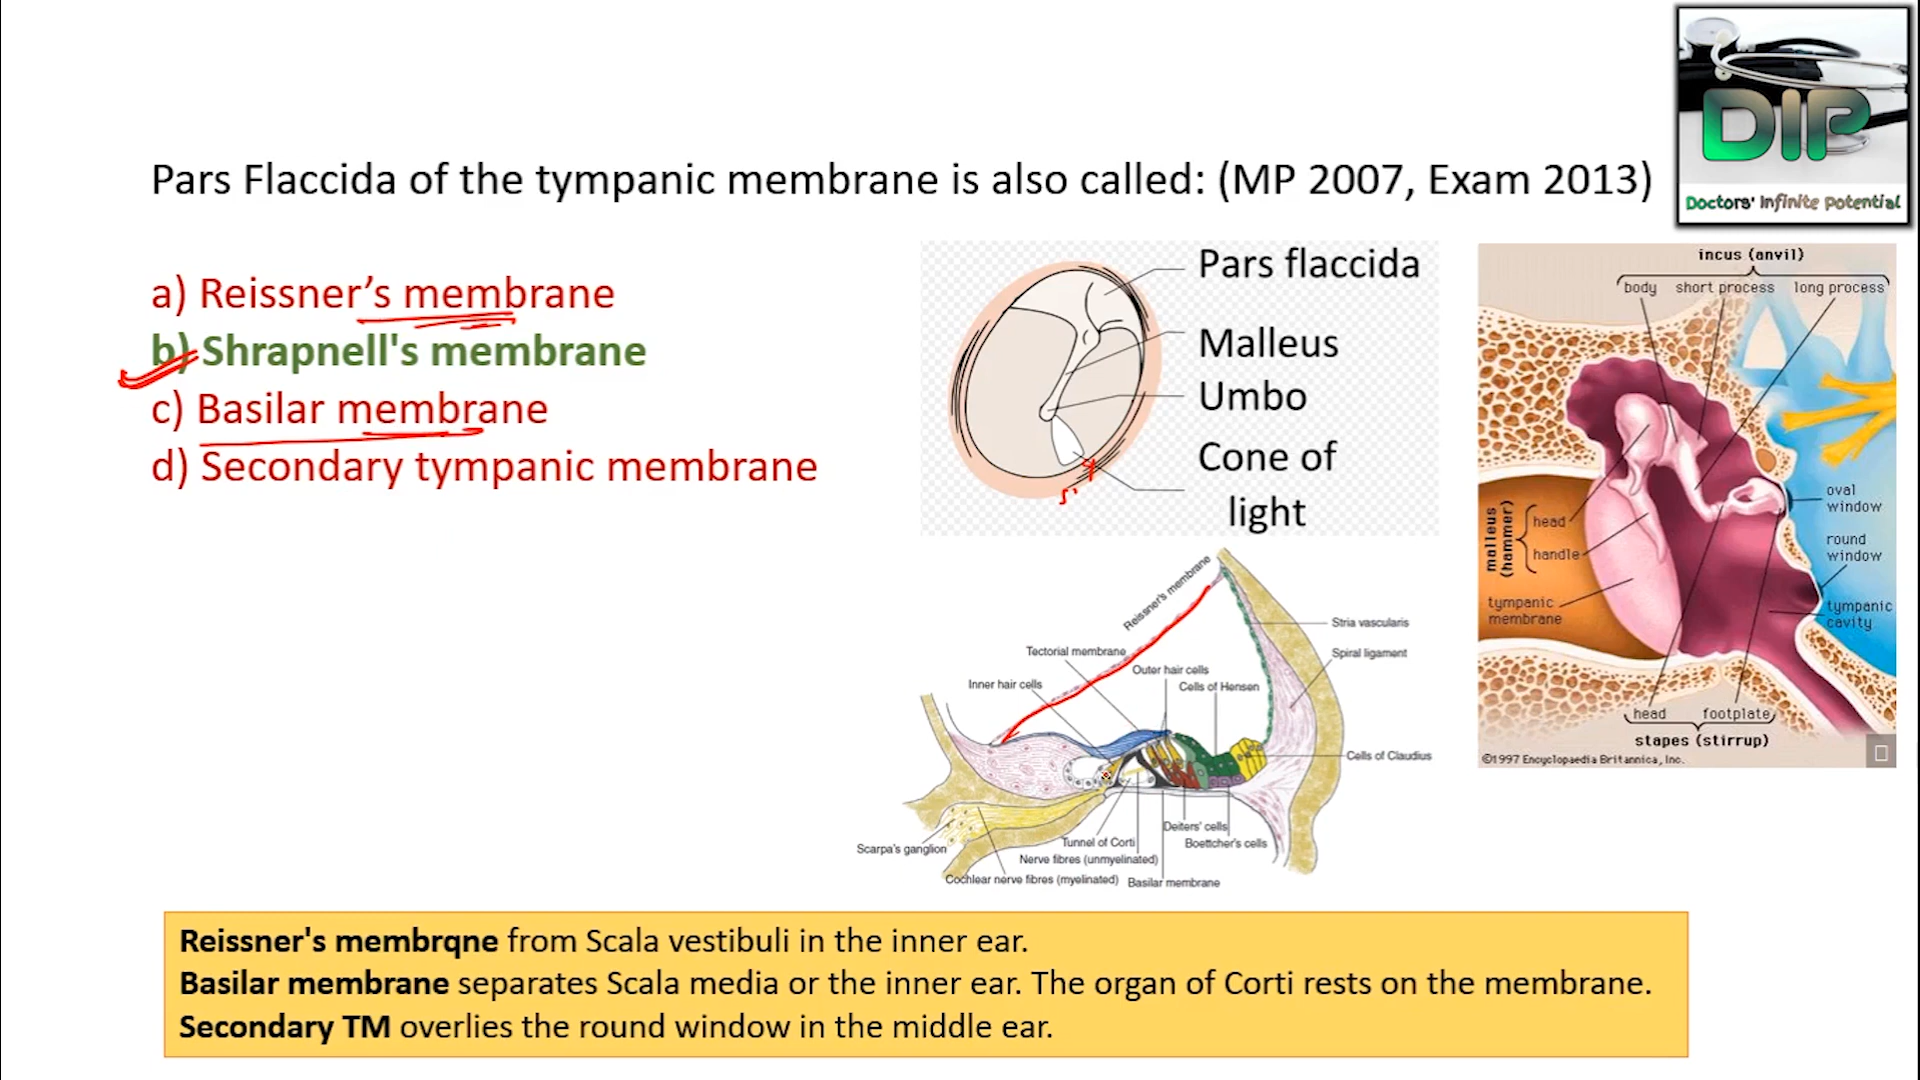 DIP
Doctors' Infinite Potential
Pars Flaccida of the tympanic membrane is also called: (MP 2007, Exam 2013)
a) Reissner's membrane
b) Shrapnell's membrane
c) Basilar membrane
d) Secondary tympanic membrane
Pars flaccida
Malleus
Umbo
Cone of
light
incus (anvil)
body short process long process
malleus
(hammer)
head
handle
tympanic
membrane
oval
window
round
window
tympanic
cavity
head footplate
stapes (stirrup)
©1997 Encyclopaedia Britannica, Inc.
Reissner's membrane
Stria vascularis
Tectorial membrane
Spiral ligament
Outer hair cells
Inner hair cells
Cells of Hensen
Cells of Claudius
Deiters' cells
Tunnel of Corti
Boettcher's cells
Scarpa's ganglion
Nerve fibres (unmyelinated)
Cochlear nerve fibres (myelinated)
Basilar membrane
Reissner's membrqne from Scala vestibuli in the inner ear.
Basilar membrane separates Scala media or the inner ear. The organ of Corti rests on the membrane.
Secondary TM overlies the round window in the middle ear.